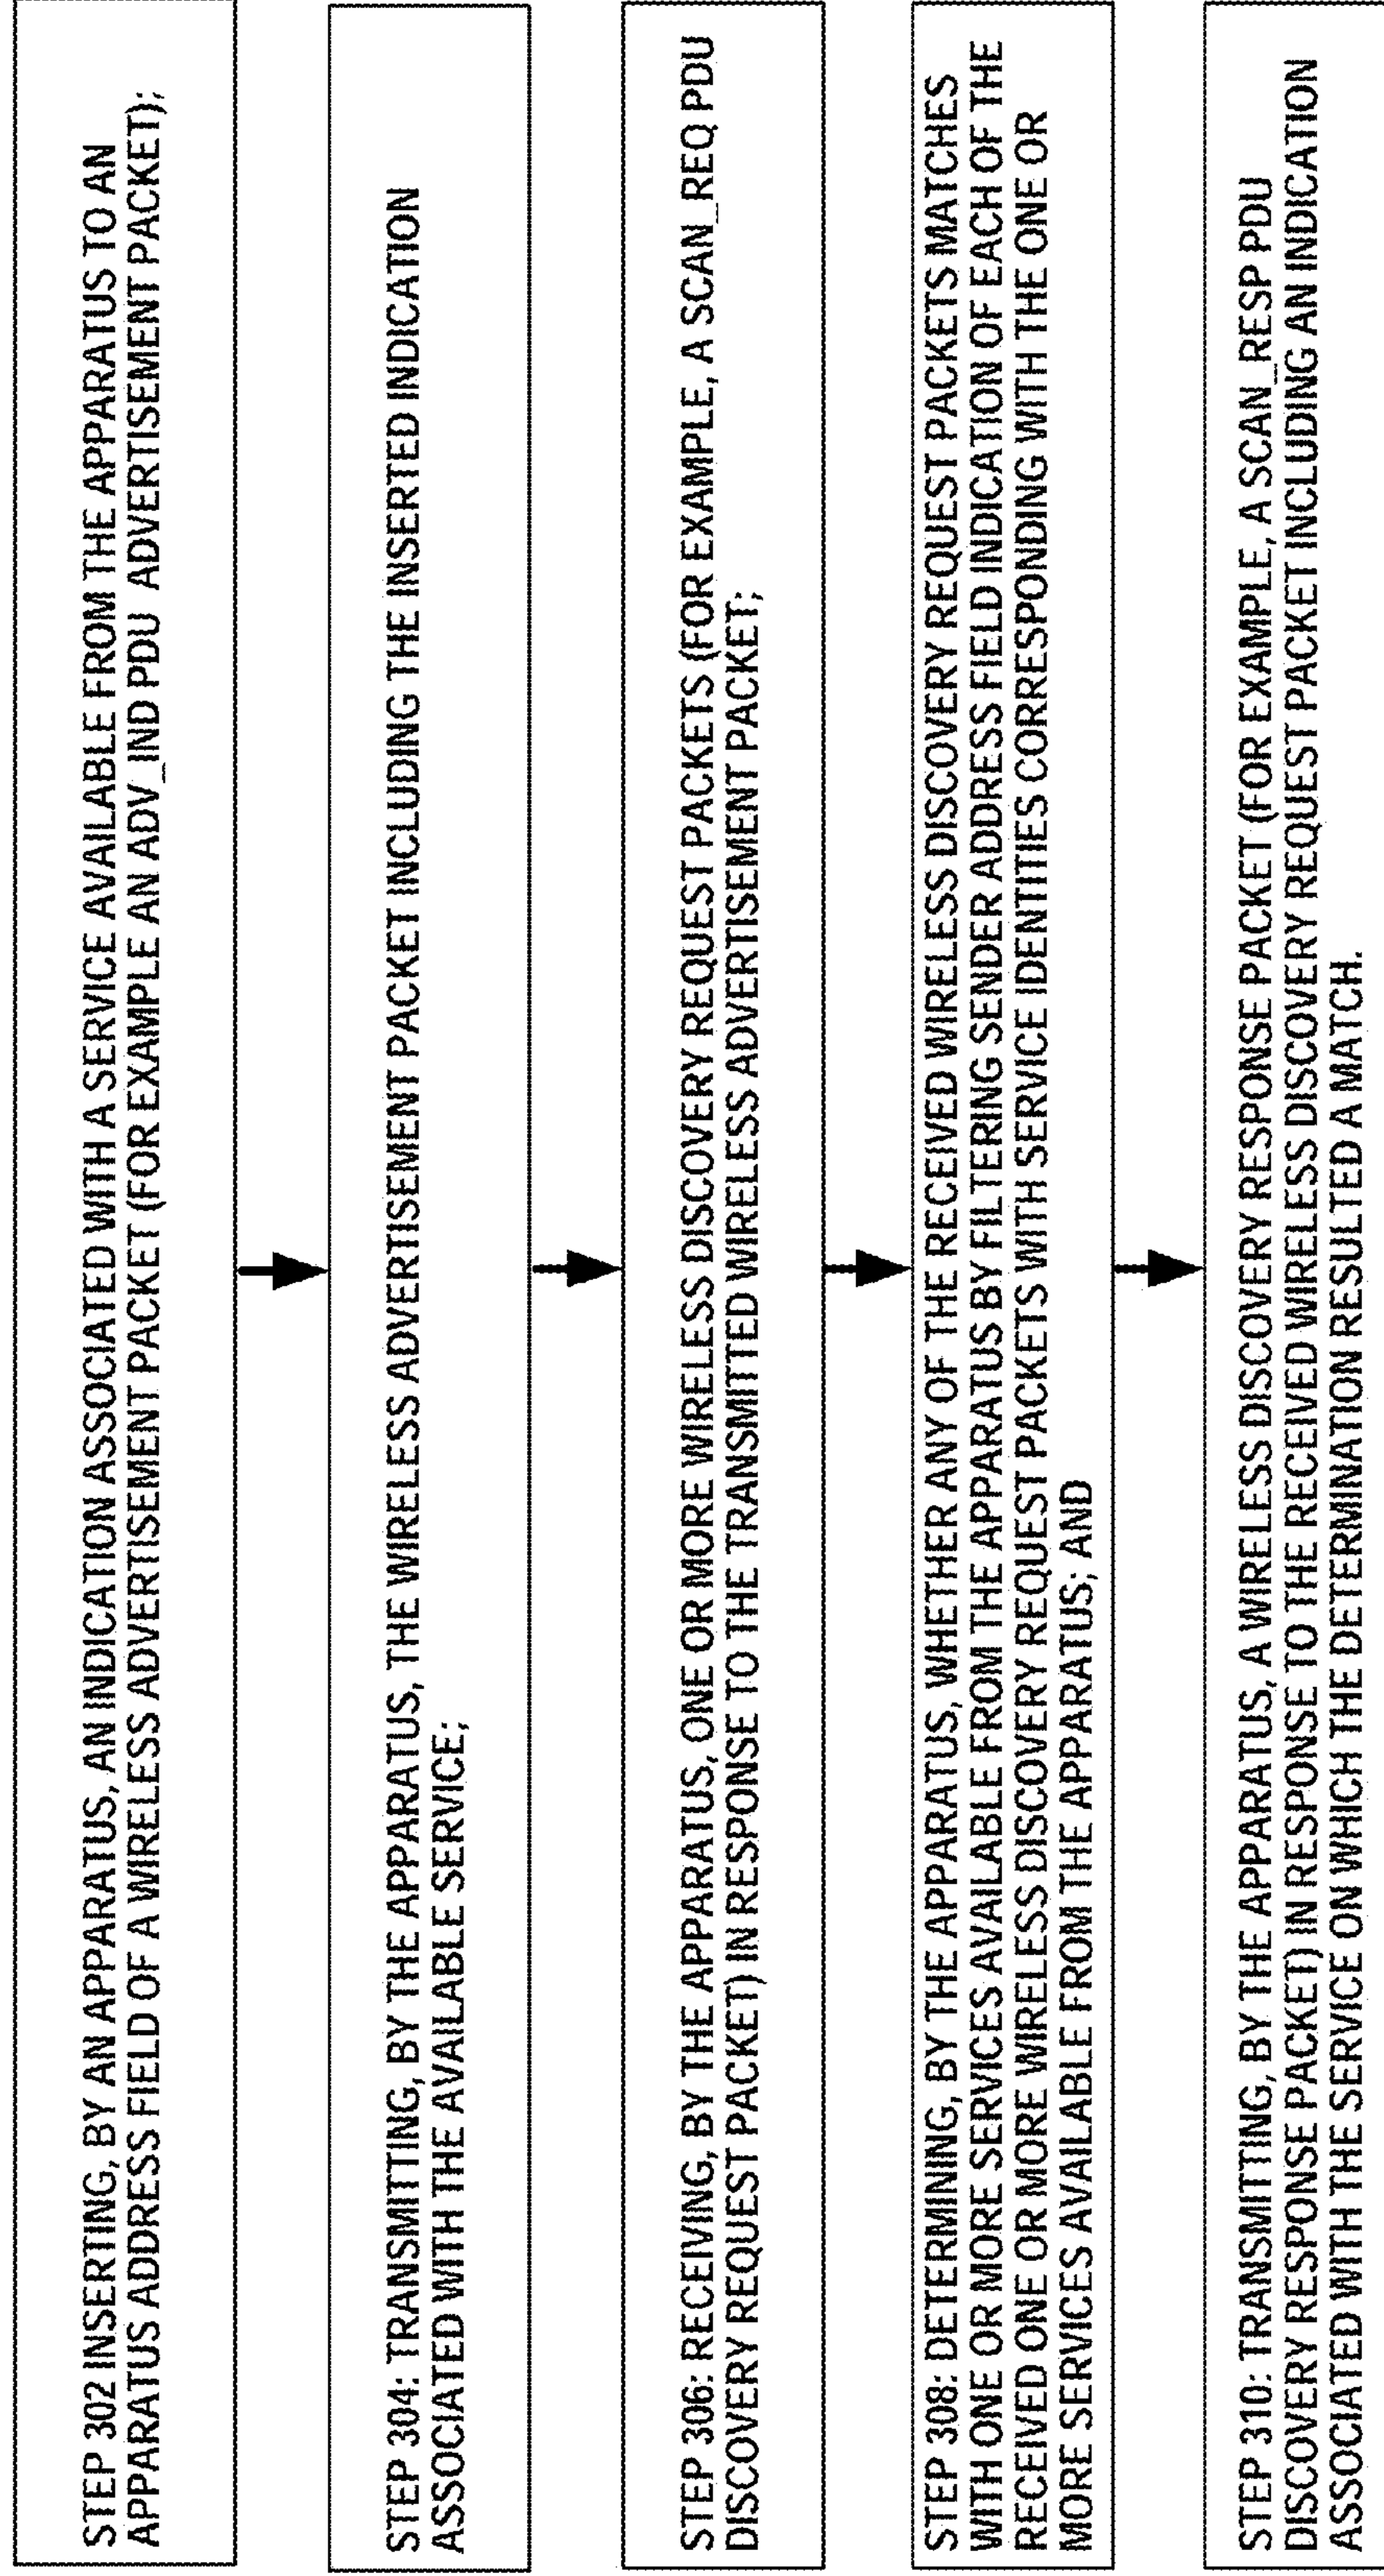 STEP 302 INSERTING, BY AN APPARATUS, AN INDICATION ASSOCIATED WITH A SERVICE AVAILABLE FROM THE APPARATUS TO AN
APPARATUS ADDRESS FIELD OF A WIRELESS ADVERTISEMENT PACKET (FOR EXAMPLE AN ADV_IND PDU ADVERTISEMENT PACKET);
STEP 304: TRANSMITTING, BY THE APPARATUS, THE WIRELESS ADVERTISEMENT PACKET INCLUDING THE INSERTED INDICATION
ASSOCIATED WITH THE AVAILABLE SERVICE;
STEP 306: RECEIVING, BY THE APPARATUS, ONE OR MORE WIRELESS DISCOVERY REQUEST PACKETS (FOR EXAMPLE, A SCAN_REQ PDU
DISCOVERY REQUEST PACKET) IN RESPONSE TO THE TRANSMITTED WIRELESS ADVERTISEMENT PACKET;
STEP 308: DETERMINING, BY THE APPARATUS, WHETHER ANY OF THE RECEIVED WIRELESS DISCOVERY REQUEST PACKETS MATCHES
WITH ONE OR MORE SERVICES AVAILABLE FROM THE APPARATUS BY FILTERING SENDER ADDRESS FIELD INDICATION OF EACH OF THE
RECEIVED ONE OR MORE WIRELESS DISCOVERY REQUEST PACKETS WITH SERVICE IDENTITIES CORRESPONDING WITH THE ONE OR
MORE SERVICES AVAILABLE FROM THE APPARATUS; AND
STEP 310: TRANSMITTING, BY THE APPARATUS, A WIRELESS DISCOVERY RESPONSE PACKET (FOR EXAMPLE, A SCAN_RESP PDU
DISCOVERY RESPONSE PACKET) IN RESPONSE TO THE RECEIVED WIRELESS DISCOVERY REQUEST PACKET INCLUDING AN INDICATION
ASSOCIATED WITH THE SERVICE ON WHICH THE DETERMINATION RESULTED A MATCH.